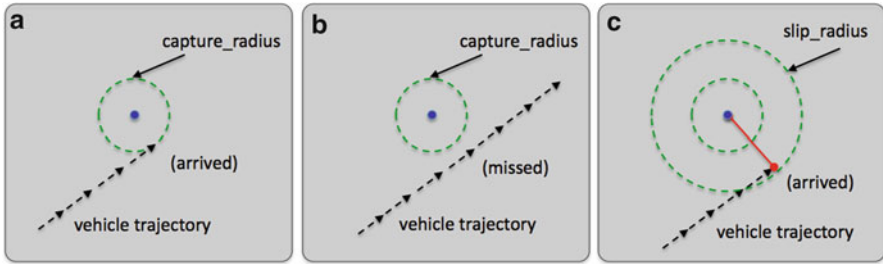 a
capture_radius
(arrived)
vehicle trajectory
b
capture_radius
(missed)
vehicle trajectory
c
slip_radius
(arrived)
vehicle trajectory